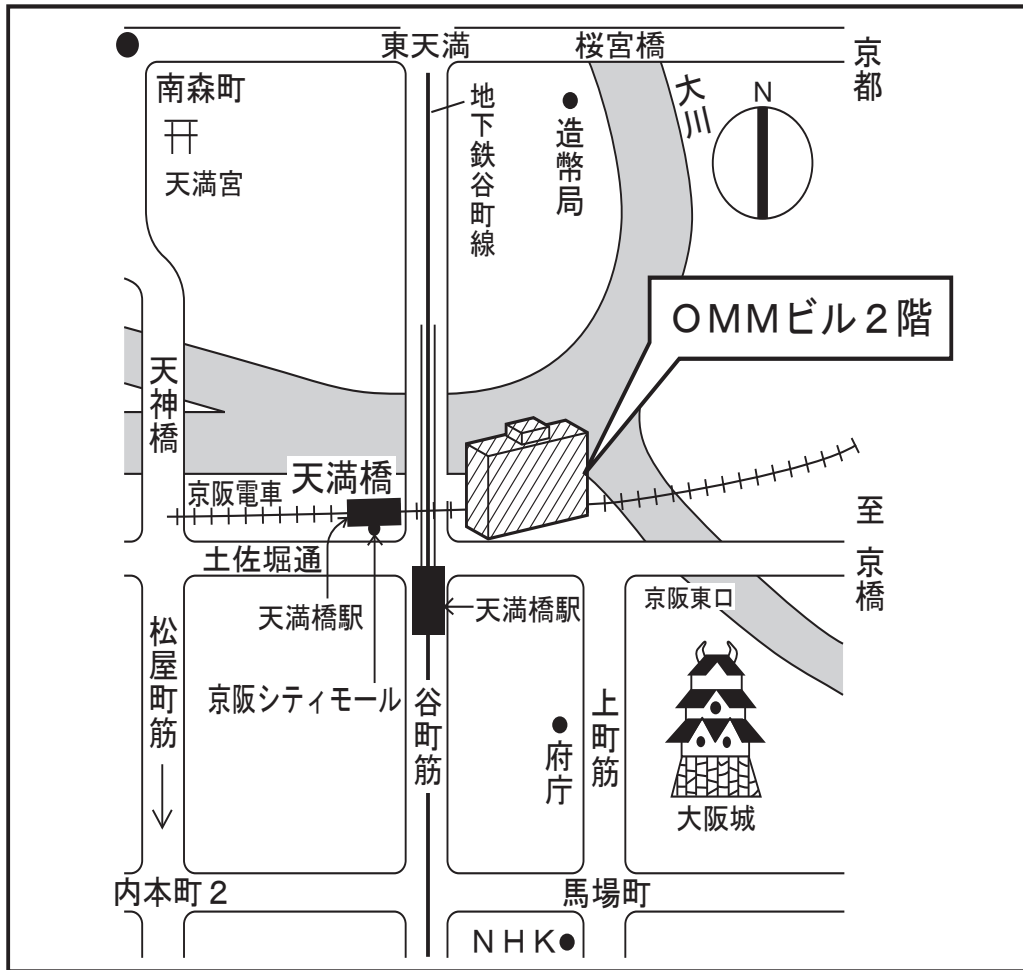 東天満
桜宮橋
京都
南森町
天満宮
地下鉄谷町線
造幣局
大川
N
OMMビル2階
天神橋
天満橋
京阪電車
至京橋
土佐堀通
天満橋駅
天満橋駅
京阪東口
松屋町筋
京阪シティモール
谷町筋
上町筋
府庁
大阪城
内本町2
馬場町
NHK